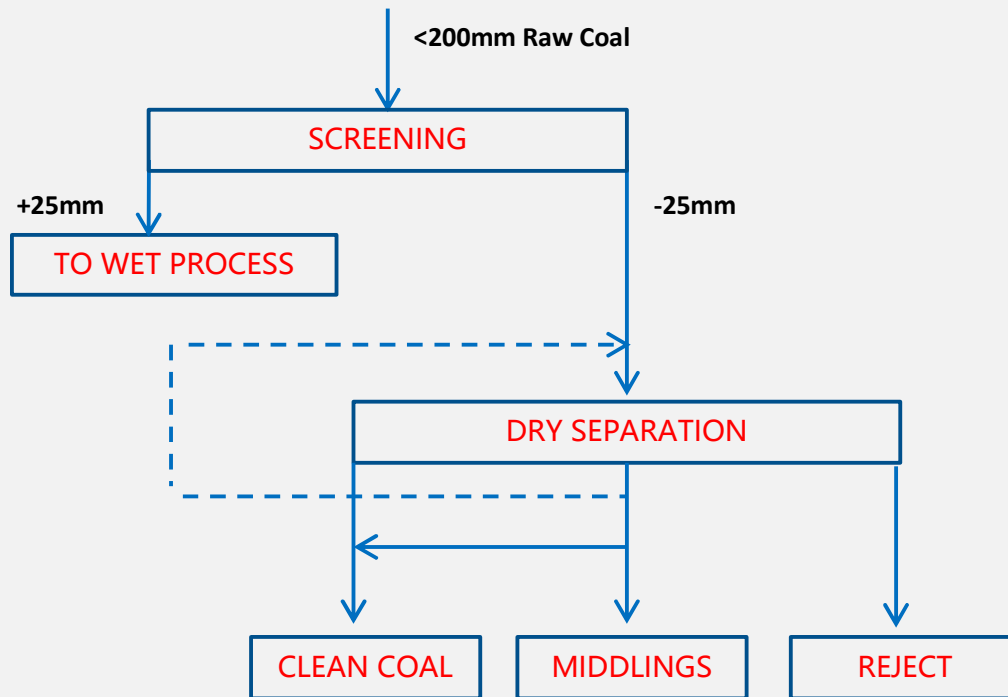 <200mm Raw Coal
SCREENING
+25mm
-25mm
TO WET PROCESS
DRY SEPARATION
CLEAN COAL
MIDDLINGS
REJECT